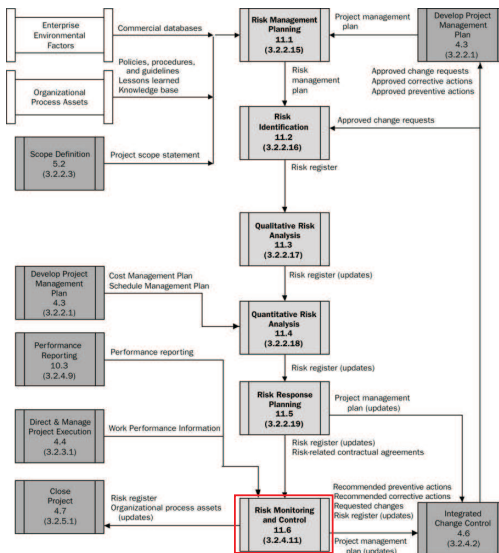 Enterprise
Environmental
Factors
Commercial databases
Risk Management
Planning
11.1
(3.2.2.15)
Project management
plan
Develop Project
Management
Plan
4.3
(3.2.2.1)
Policies, procedures,
and guidelines
Lessons learned
Knowledge base
Organizational
Process Assets
Risk
management
plan
Approved change requests
Approved corrective actions
Approved preventive actions
Risk
Identification
11.2
(3.2.2.16)
Approved change requests
Scope Definition
5.2
(3.2.2.3)
Project scope statement
Risk register
Qualitative Risk
Analysis
11.3
(3.2.2.17)
Risk register (updates)
Develop Project
Management
Plan
4.3
(3.2.2.1)
Cost Management Plan
Schedule Management Plan
Quantitative Risk
Analysis
11.4
(3.2.2.18)
Performance
Reporting
10.3
(3.2.4.9)
Performance reporting
Risk register
(updates)
Risk Response
Planning
11.5
(3.2.2.19)
Project management
plan (updates)
Direct & Manage
Project Execution
4.4
(3.2.3.1)
Work Performance Information
Risk register (updates)
Risk-related contractual agreements
Close
Project
4.7
(3.2.5.1)
Risk register
Organizational process assets
(updates)
Risk Monitoring
and Control
11.6
(3.2.4.11)
Recommended preventive actions
Recommended corrective actions
Requested changes
Risk register (updates)
Project management
plan (updates)
Integrated
Change Control
4.6
(3.2.4.2)